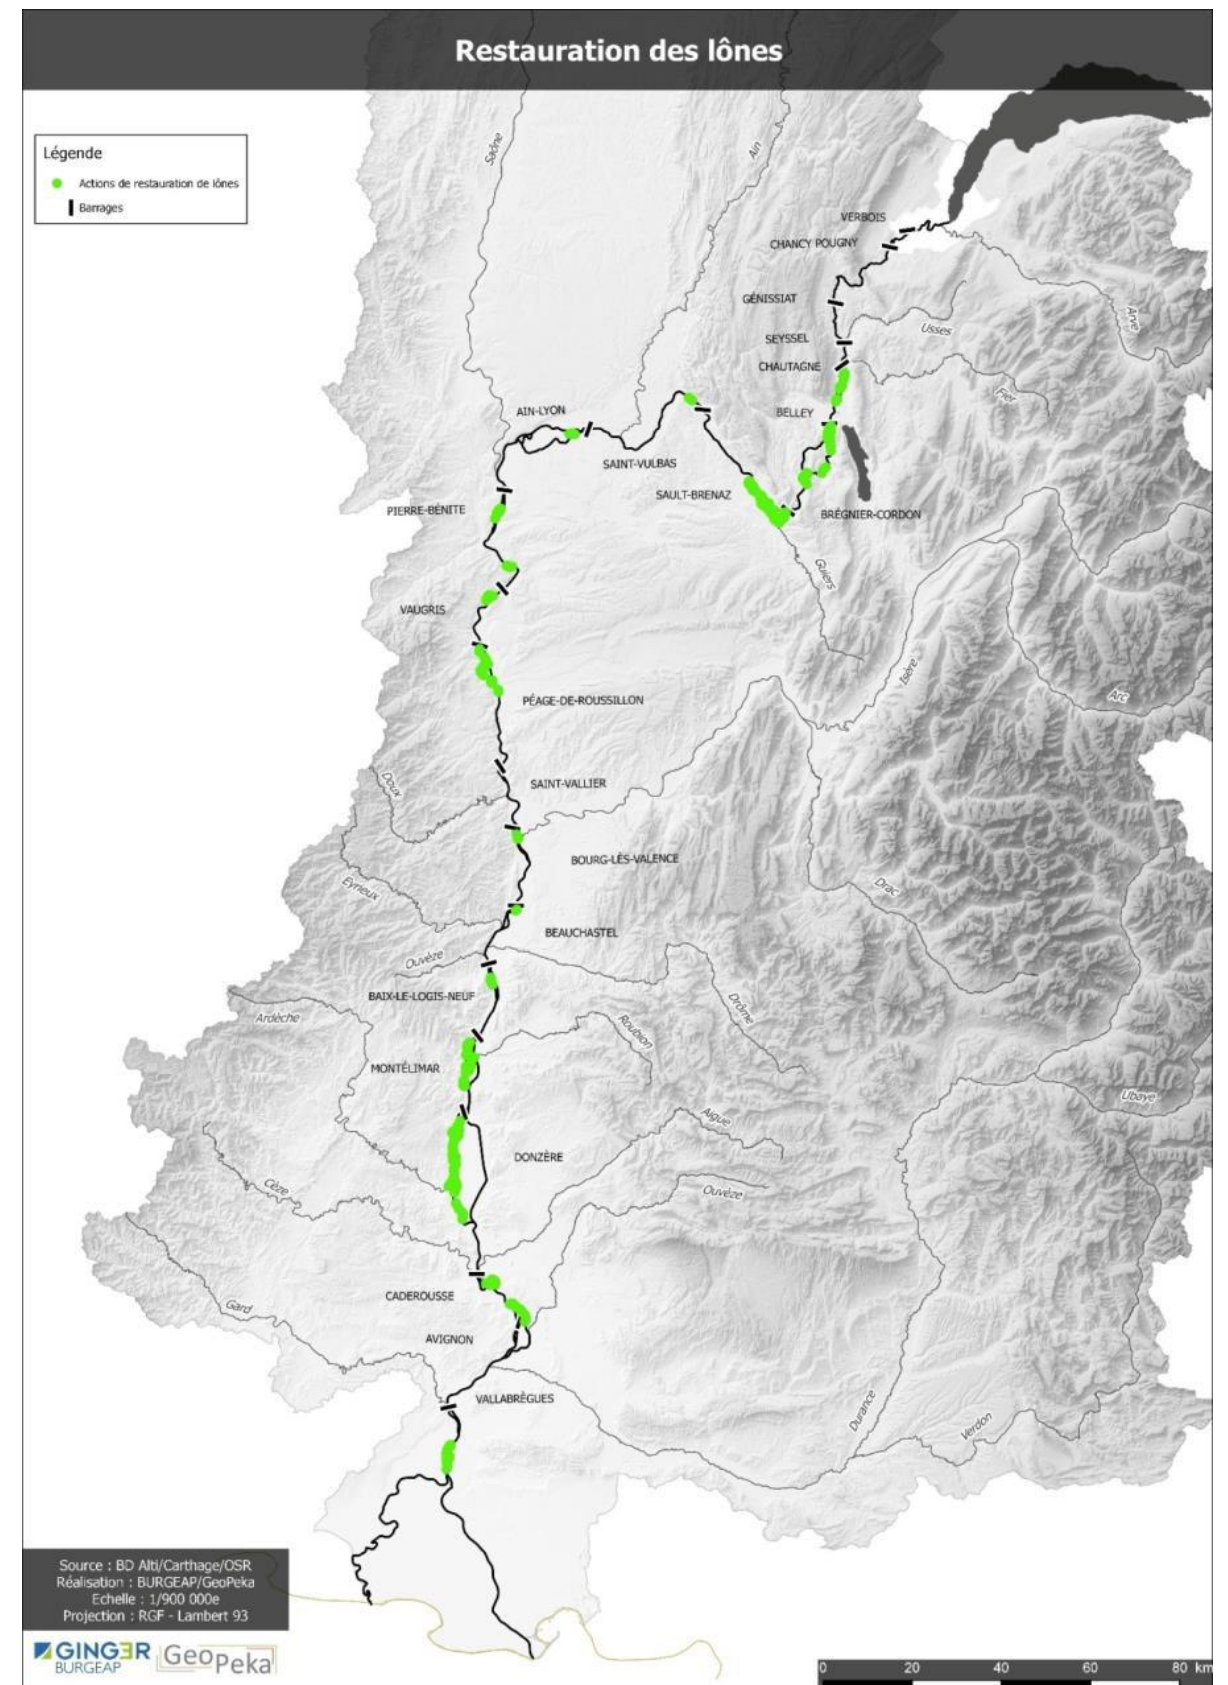 Restauration des lônes
Légende
Actions de restauration de lônes
Barrages
Saône
Ain
VERBOIS
CHANCY POUGNY
GÉNISSIAT
Arve
Usses
SEYSSEL
CHAUTAGNE
Fier
AIN-LYON
BELLEY
SAINT-VULBAS
SAULT-BRENAZ
PIERRE-BÉNITE
BRÉGNIER-CORDON
Guiers
VAUGRIS
Isère
Arc
PÉAGE-DE-ROUSSILLON
Doux
SAINT-VALLIER
BOURG-LÈS-VALENCE
Eyrieux
Drac
BEAUCHASTEL
Ouvèze
BAIX-LE-LOGIS-NEUF
Ardèche
Drôme
Roubion
MONTÉLIMAR
Ubaye
Aigue
DONZÈRE
Cèze
Ouvèze
CADEROUSSE
Gard
AVIGNON
VALLABRÈGUES
Durance
Verdon
Source : BD Alti/Carthage/OSR
Réalisation : BURGEAP/GeoPeka
Echelle : 1/900 000e
Projection : RGF - Lambert 93
GINGER
BURGEAP
GeoPeka
0 20 40 60 80 km